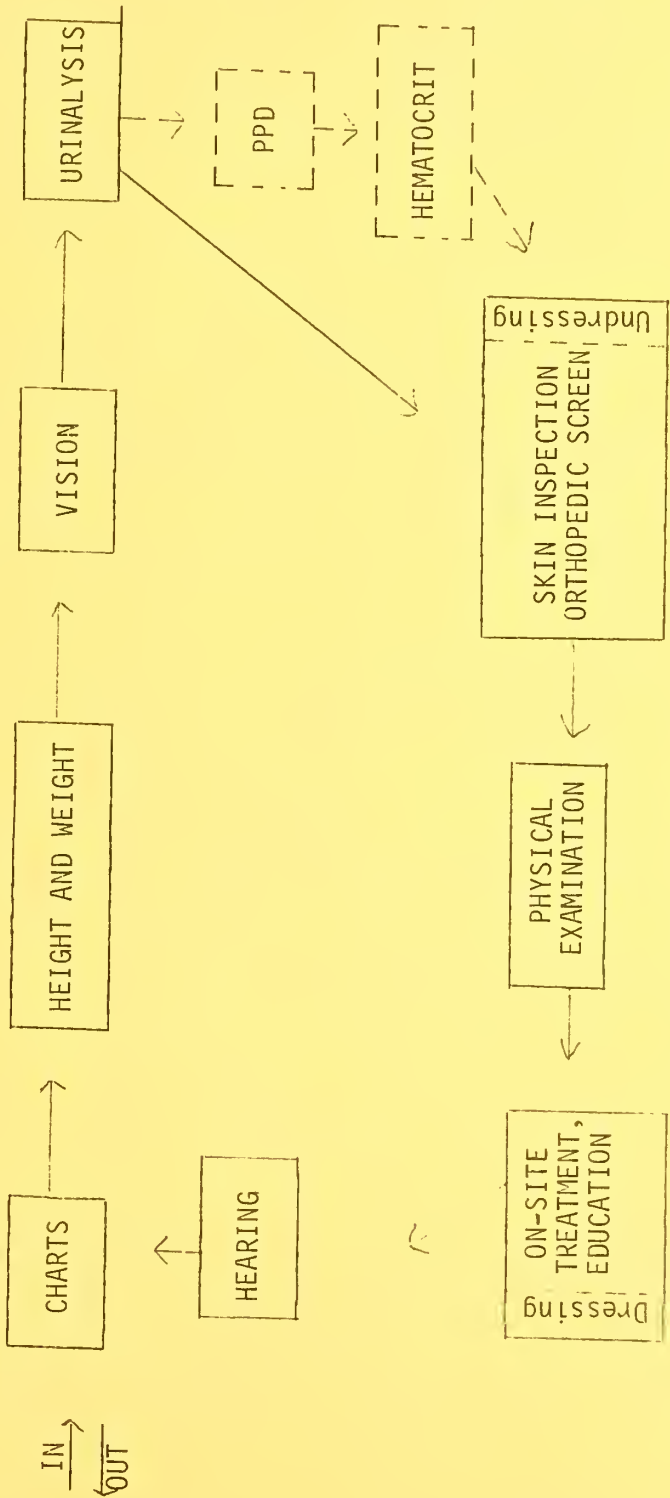 IN
OUT
CHARTS
HEIGHT AND WEIGHT
VISION
URINALYSIS
PPD
HEMATOCRIT
Undressing
SKIN INSPECTION
ORTHOPEDIC SCREEN
PHYSICAL
EXAMINATION
ON-SITE
TREATMENT,
EDUCATION
Dressing
HEARING